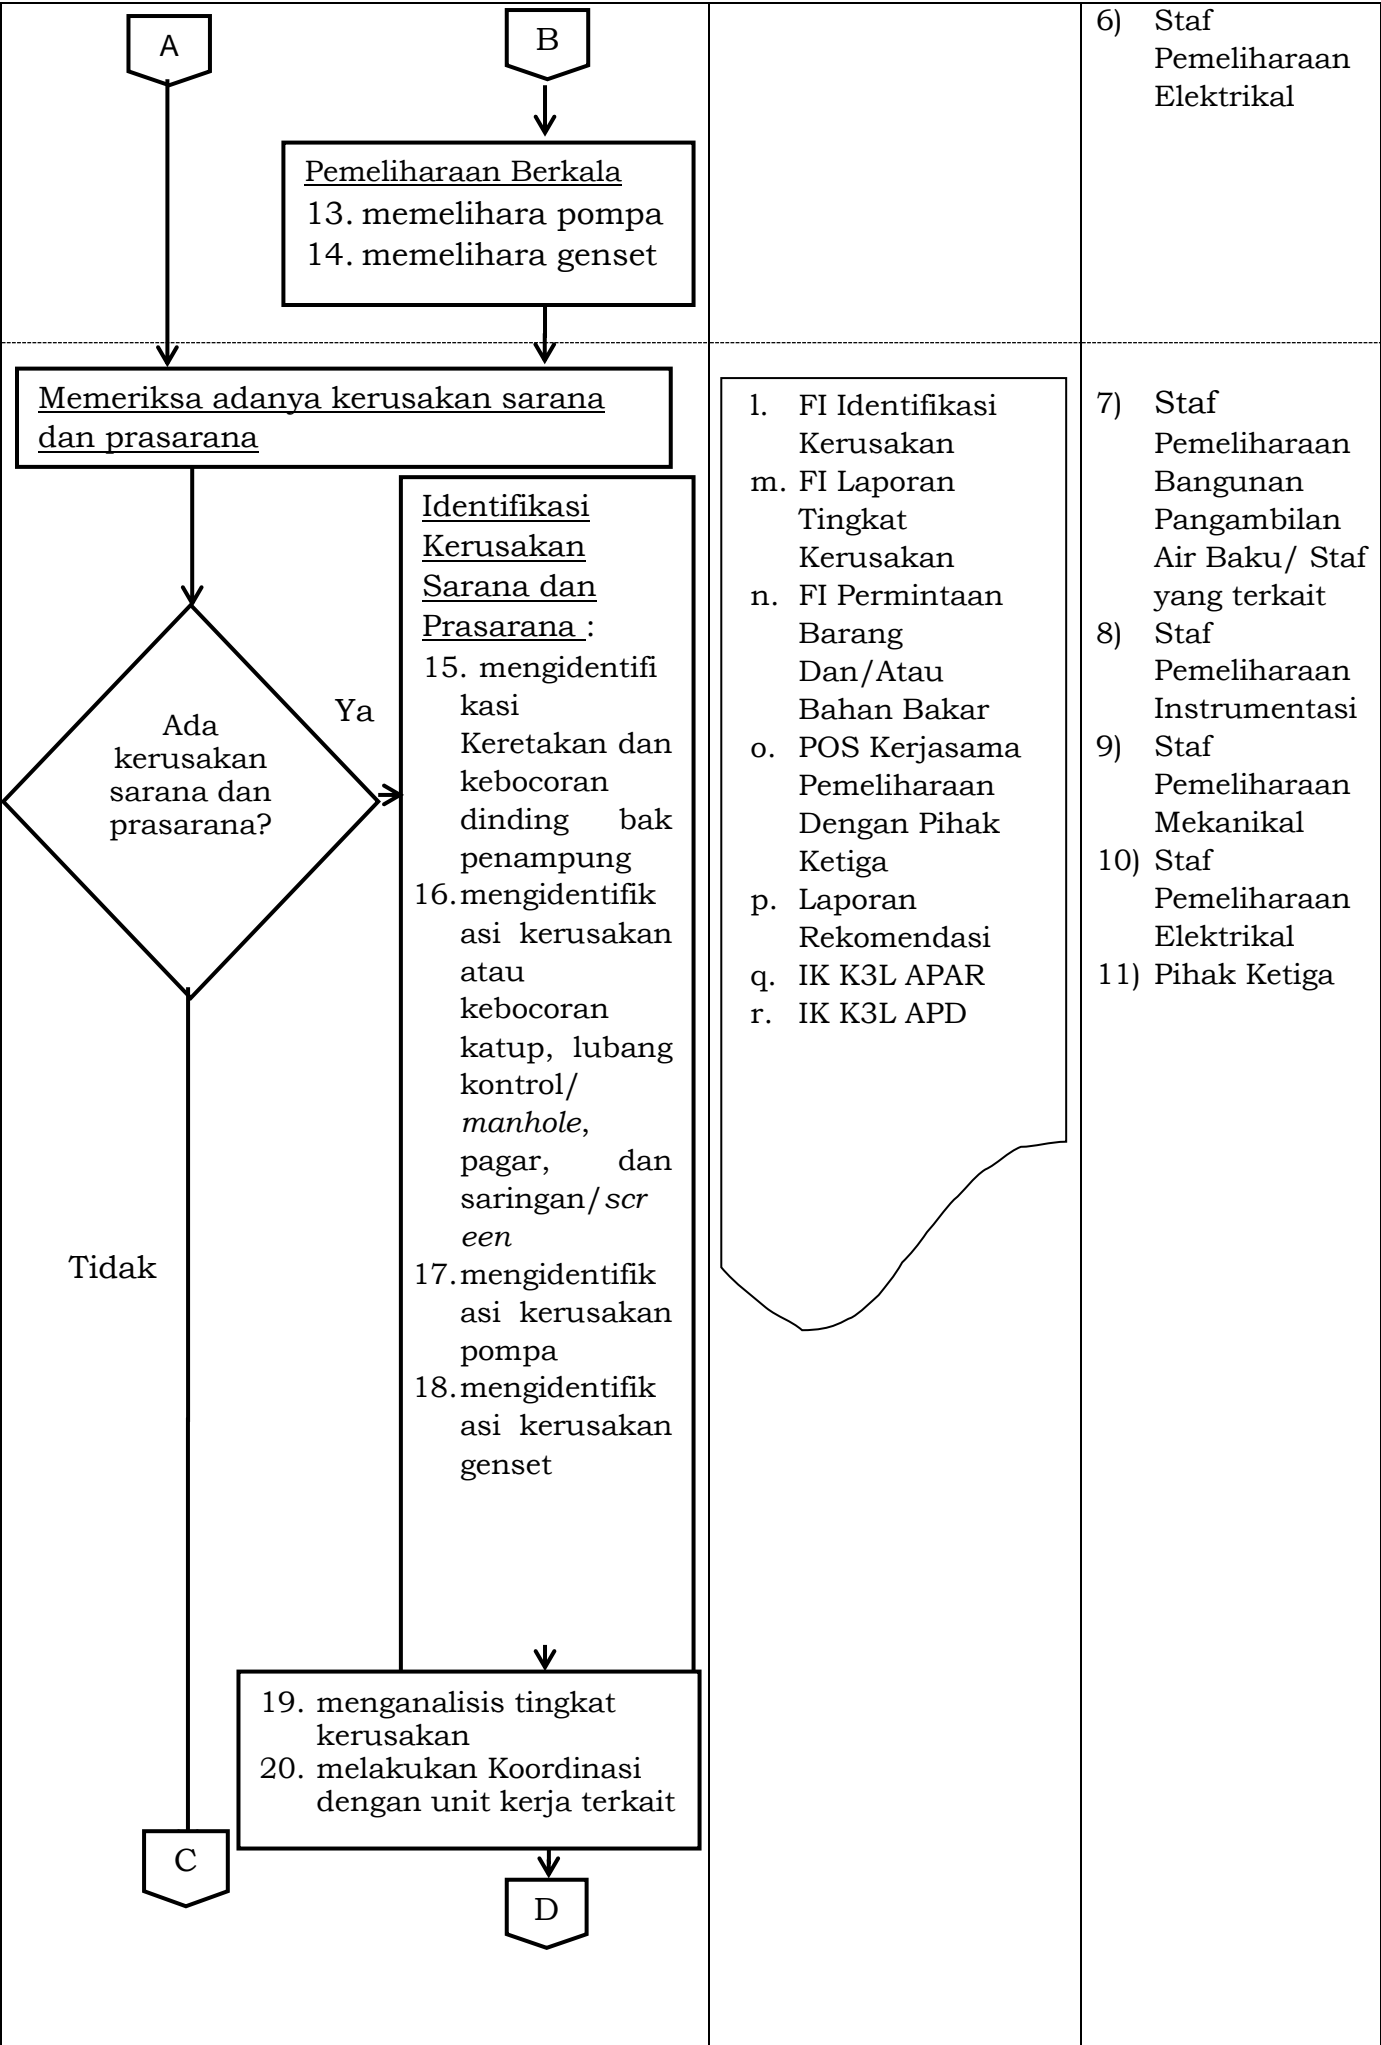 A
B
Pemeliharaan Berkala
13. memelihara pompa
14. memelihara genset
6) Staf
Pemeliharaan
Elektrikal
Memeriksa adanya kerusakan sarana
dan prasarana
Ada
kerusakan
sarana dan
prasarana?
Ya
Tidak
Identifikasi
Kerusakan
Sarana dan
Prasarana :
15. mengidentifi
kasi
Keretakan dan
kebocoran
dinding bak
penampung
16.mengidentifik
asi kerusakan
atau
kebocoran
katup, lubang
kontrol/
manhole,
pagar, dan
saringan/scr
een
17.mengidentifik
asi kerusakan
pompa
18.mengidentifik
asi kerusakan
genset
19. menganalisis tingkat
kerusakan
20. melakukan Koordinasi
dengan unit kerja terkait
C
D
l. FI Identifikasi
Kerusakan
m. FI Laporan
Tingkat
Kerusakan
n. FI Permintaan
Barang
Dan/Atau
Bahan Bakar
o. POS Kerjasama
Pemeliharaan
Dengan Pihak
Ketiga
p. Laporan
Rekomendasi
q. IK K3L APAR
r. IK K3L APD
7) Staf
Pemeliharaan
Bangunan
Pangambilan
Air Baku/ Staf
yang terkait
8) Staf
Pemeliharaan
Instrumentasi
9) Staf
Pemeliharaan
Mekanikal
10) Staf
Pemeliharaan
Elektrikal
11) Pihak Ketiga